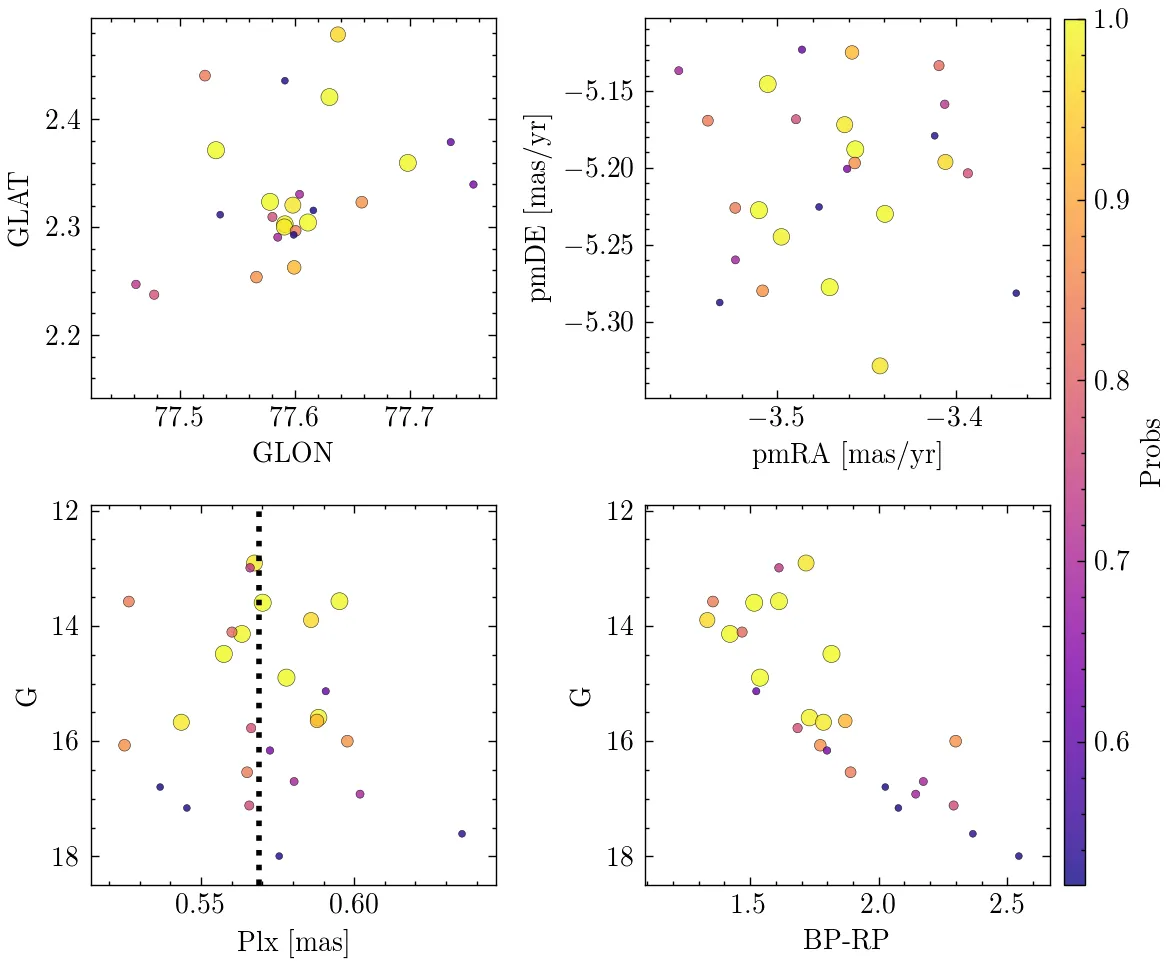 2.4
2.3
2.2
GLAT
77.5 77.6 77.7
GLON
−5.15
−5.20
−5.25
−5.30
pmDE [mas/yr]
−3.5 −3.4
pmRA [mas/yr]
1.0
0.9
0.8
0.7
0.6
Probs
12
14
16
18
G
0.55 0.60
Plx [mas]
12
14
16
18
G
1.5 2.0 2.5
BP-RP